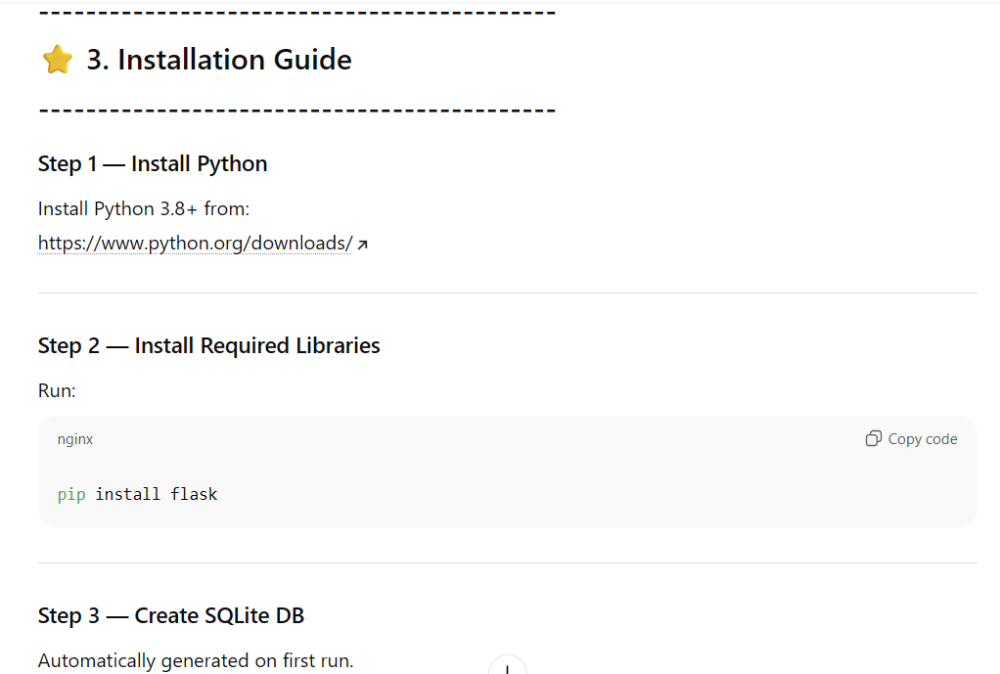 --------------------------------------------
⭐ 3. Installation Guide
--------------------------------------------
Step 1 — Install Python
Install Python 3.8+ from:
https://www.python.org/downloads/ ↗
Step 2 — Install Required Libraries
Run:
nginx
Copy code
pip install flask
Step 3 — Create SQLite DB
Automatically generated on first run.